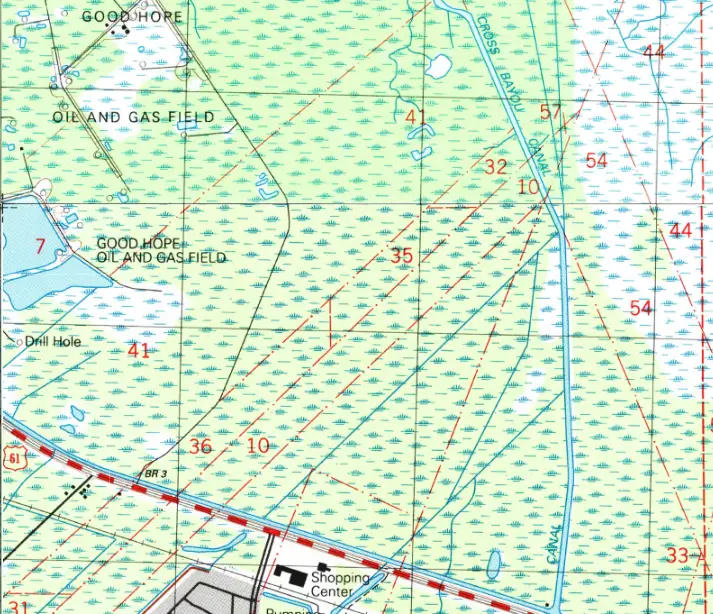 GOOD HOPE
44
OIL AND GAS FIELD
41
57
CROSS BAYOU CANAL
32
54
10
7
GOOD HOPE
OIL AND GAS FIELD
35
44
54
Drill Hole
41
36
10
61
BR 3
CANAL
33
Shopping
Center
31